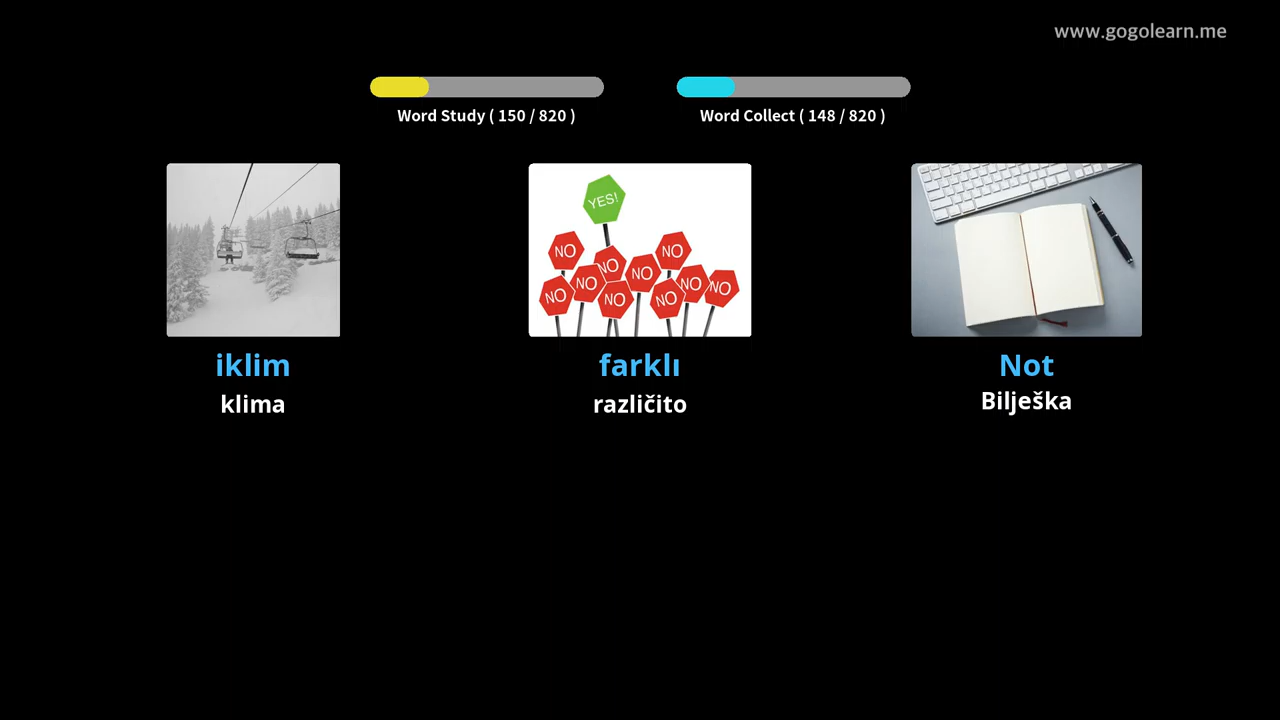 www.gogolearn.me
Word Study ( 150 / 820 )
Word Collect ( 148 / 820 )
YES!
NO
NO
NO
NO
NO
NO
NO
NO
NO
NO
iklim
farklı
Not
klima
različito
Bilješka